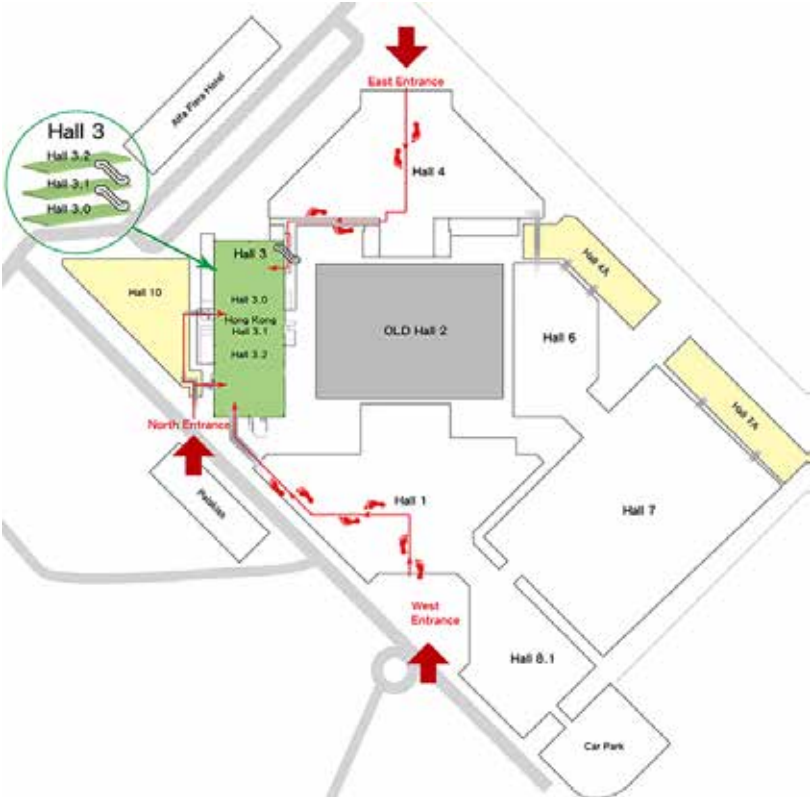 East Entrance
Alfa Fiera Hotel
Hall 3
Hall 3.2
Hall 3.1
Hall 3.0
Hall 4
Hall 4A
Hall 10
Hall 3
Hall 3.0
Hong Kong
Hall 3.1
Hall 3.2
OLD Hall 2
Hall 6
Hall 7A
North Entrance
Hall 1
Hall 7
West
Entrance
Hall 8.1
Car Park